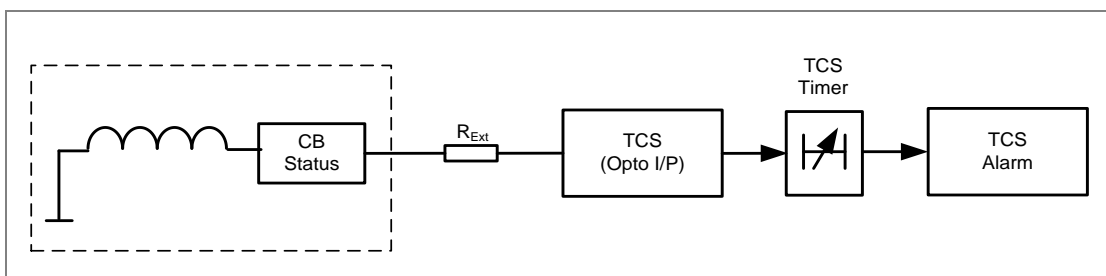 CB
Status
R_Ext
TCS
(Opto I/P)
TCS
Timer
TCS
Alarm